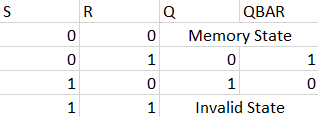 S R Q QBAR
0 0 Memory State
0 1 0 1
1 0 1 0
1 1 Invalid State